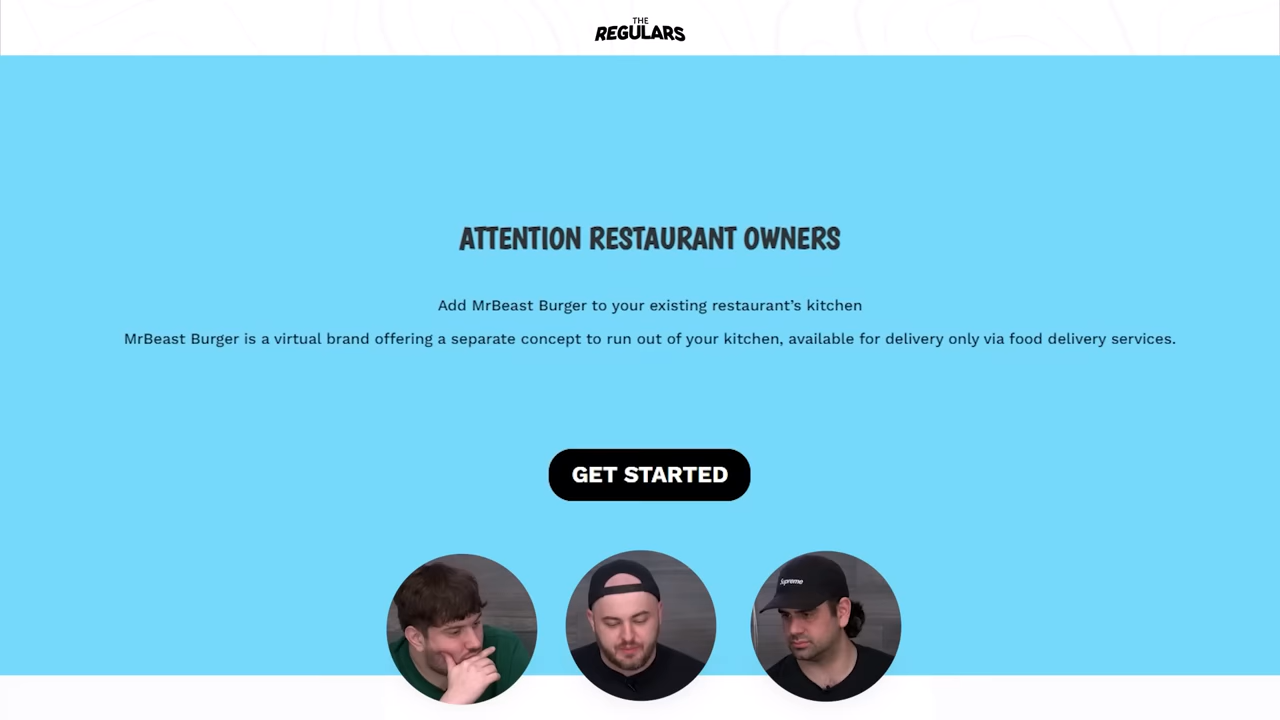 THE
REGULARS
ATTENTION RESTAURANT OWNERS
Add MrBeast Burger to your existing restaurant’s kitchen
MrBeast Burger is a virtual brand offering a separate concept to run out of your kitchen, available for delivery only via food delivery services.
GET STARTED
Supreme